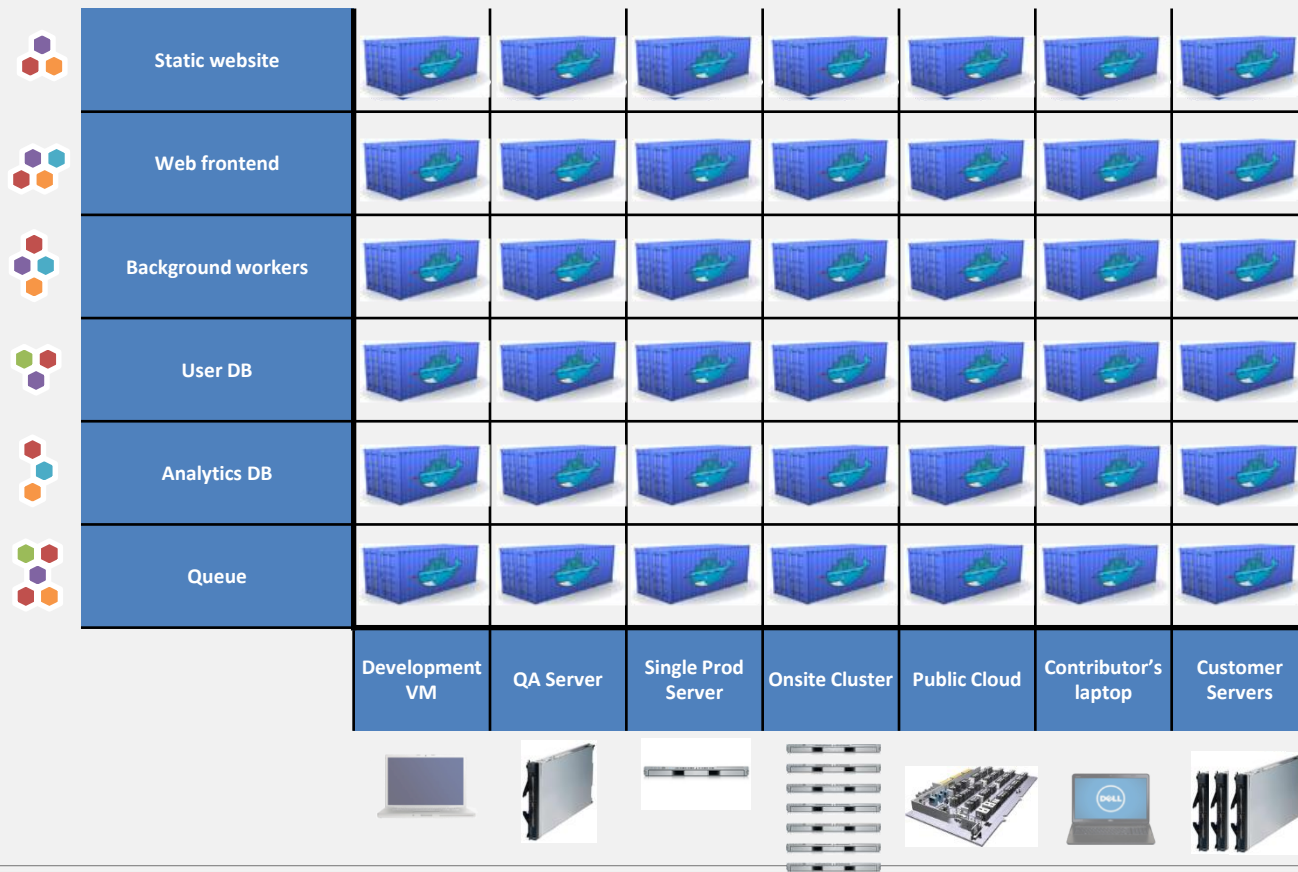 Static website
Web frontend
Background workers
User DB
Analytics DB
Queue
Development
VM
QA Server
Single Prod
Server
Onsite Cluster
Public Cloud
Contributor's
laptop
Customer
Servers
DELL